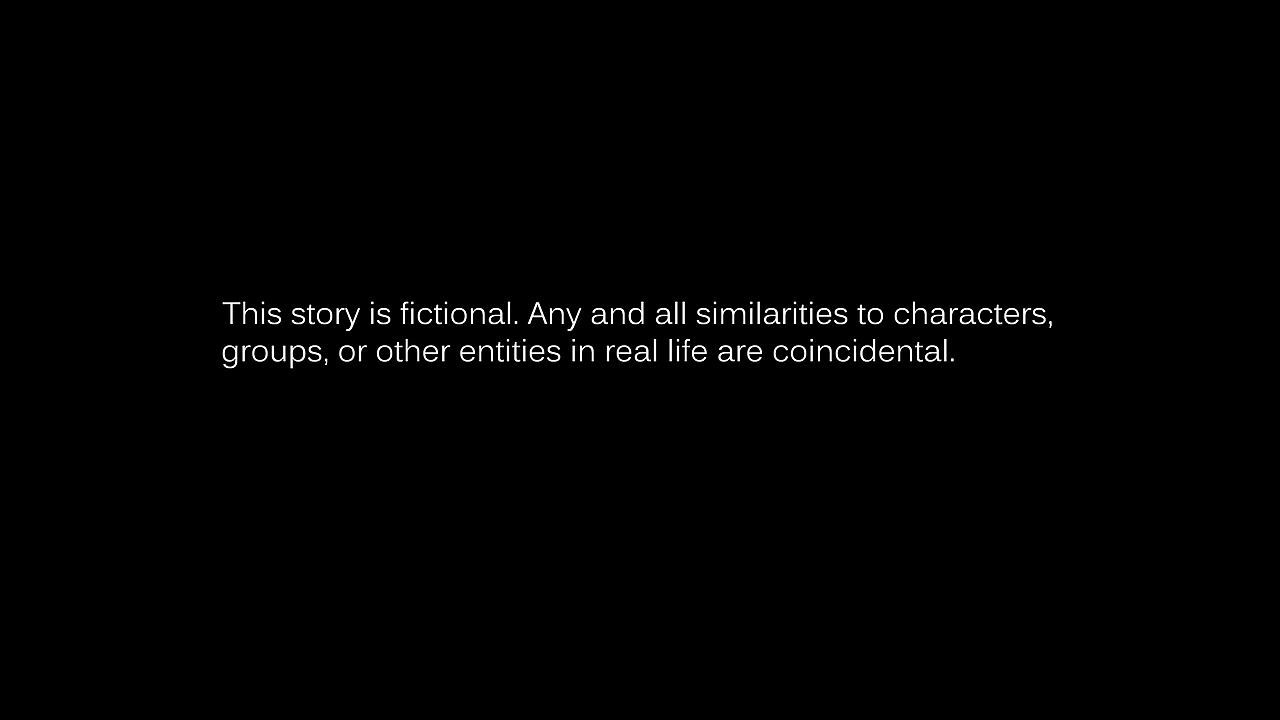 This story is fictional. Any and all similarities to characters,
groups, or other entities in real life are coincidental.